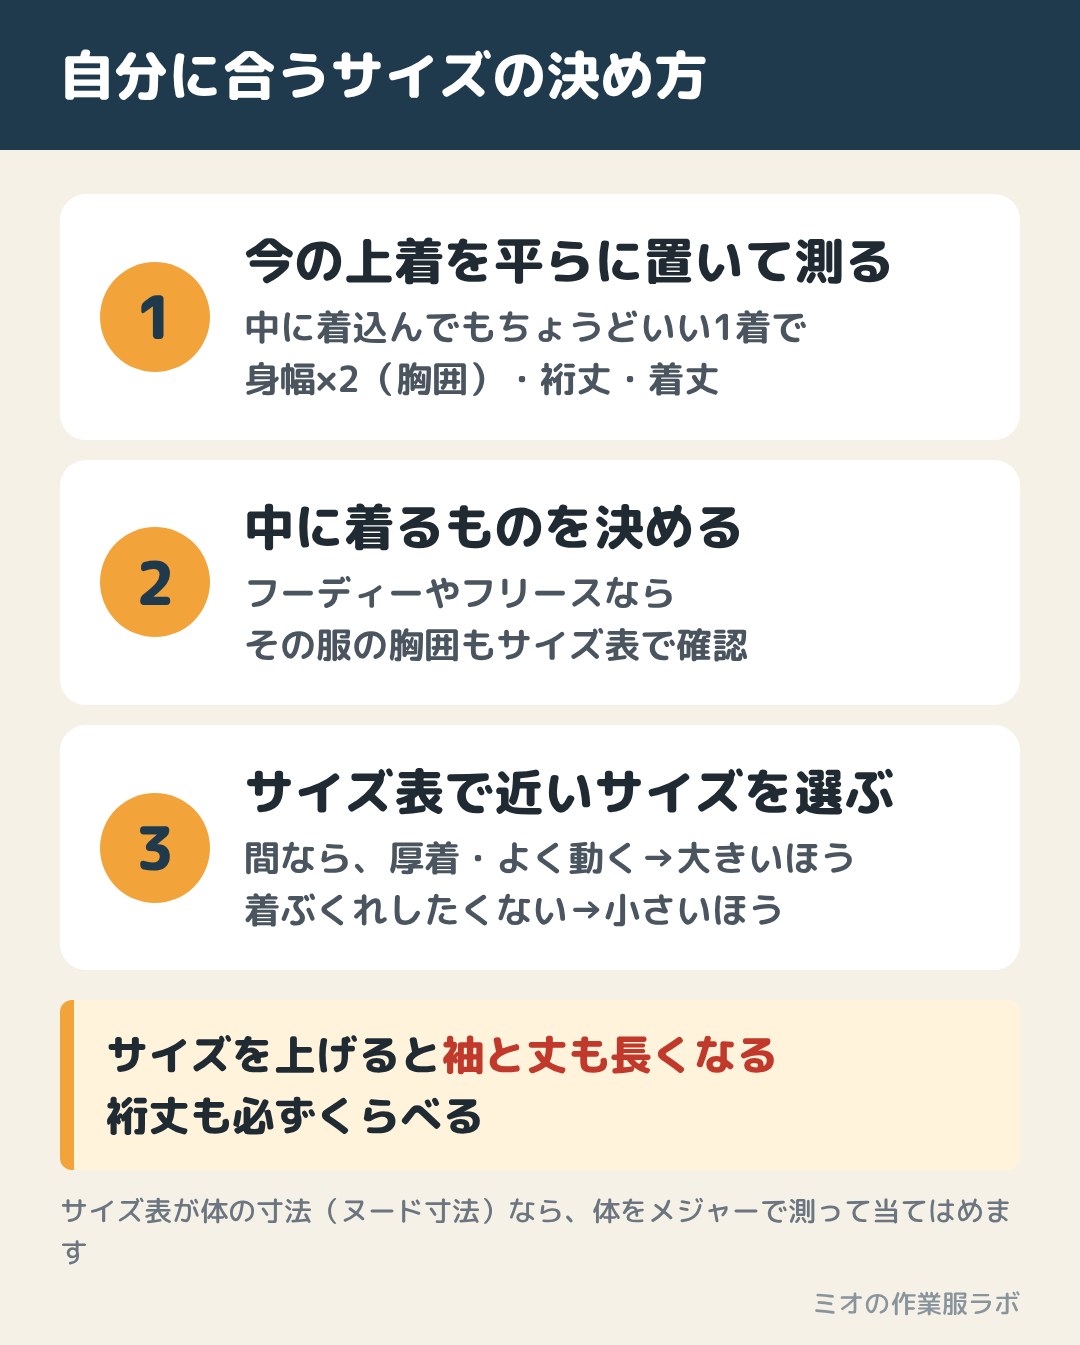 自分に合うサイズの決め方
1
今の上着を平らに置いて測る
中に着込んでもちょうどいい1着で
身幅×2（胸囲）・裄丈・着丈
2
中に着るものを決める
フーディーやフリースなら
その服の胸囲もサイズ表で確認
3
サイズ表で近いサイズを選ぶ
間なら、厚着・よく動く→大きいほう
着ぶくれしたくない→小さいほう
サイズを上げると袖と丈も長くなる
裄丈も必ずくらべる
サイズ表が体の寸法（ヌード寸法）なら、体をメジャーで測って当てはめま
す
ミオの作業服ラボ